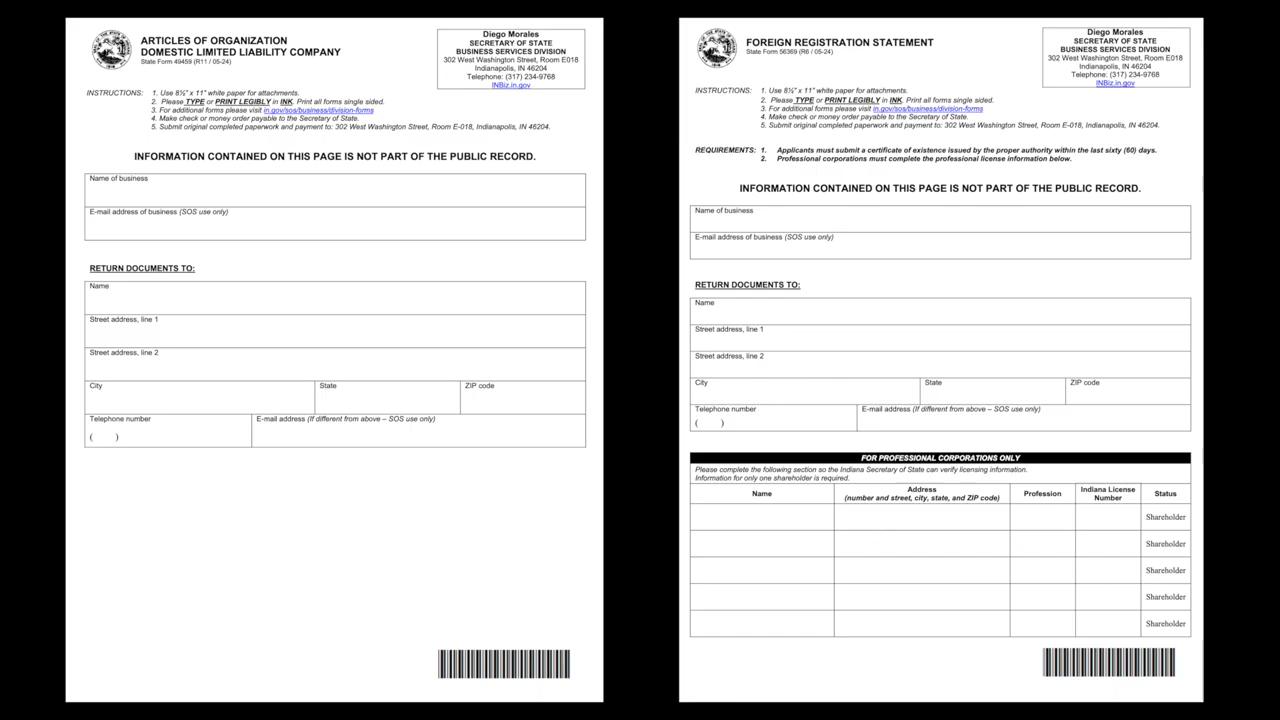 ARTICLES OF ORGANIZATION
DOMESTIC LIMITED LIABILITY COMPANY
State Form 49459 (R11 / 05-24)
Diego Morales
SECRETARY OF STATE
BUSINESS SERVICES DIVISION
302 West Washington Street, Room E018
Indianapolis, IN 46204
Telephone: (317) 234-9768
INBiz.in.gov
INSTRUCTIONS: 1. Use 8½" x 11" white paper for attachments.
2. Please TYPE or PRINT LEGIBLY in INK. Print all forms single sided.
3. For additional forms please visit in.gov/sos/business/division-forms
4. Make check or money order payable to the Secretary of State.
5. Submit original completed paperwork and payment to: 302 West Washington Street, Room E-018, Indianapolis, IN 46204.
INFORMATION CONTAINED ON THIS PAGE IS NOT PART OF THE PUBLIC RECORD.
Name of business
E-mail address of business (SOS use only)
RETURN DOCUMENTS TO:
Name
Street address, line 1
Street address, line 2
City State ZIP code
Telephone number E-mail address (If different from above – SOS use only)
( )
FOREIGN REGISTRATION STATEMENT
State Form 56369 (R6 / 05-24)
Diego Morales
SECRETARY OF STATE
BUSINESS SERVICES DIVISION
302 West Washington Street, Room E018
Indianapolis, IN 46204
Telephone: (317) 234-9768
INBiz.in.gov
INSTRUCTIONS: 1. Use 8½" x 11" white paper for attachments.
2. Please TYPE or PRINT LEGIBLY in INK. Print all forms single sided.
3. For additional forms please visit in.gov/sos/business/division-forms
4. Make check or money order payable to the Secretary of State.
5. Submit original completed paperwork and payment to: 302 West Washington Street, Room E-018, Indianapolis, IN 46204.
REQUIREMENTS: 1. Applicants must submit a certificate of existence issued by the proper authority within the last sixty (60) days.
2. Professional corporations must complete the professional license information below.
INFORMATION CONTAINED ON THIS PAGE IS NOT PART OF THE PUBLIC RECORD.
Name of business
E-mail address of business (SOS use only)
RETURN DOCUMENTS TO:
Name
Street address, line 1
Street address, line 2
City State ZIP code
Telephone number E-mail address (If different from above – SOS use only)
( )
FOR PROFESSIONAL CORPORATIONS ONLY
Please complete the following section so the Indiana Secretary of State can verify licensing information.
Information for only one shareholder is required.
Name Address (number and street, city, state, and ZIP code) Profession Indiana License Number Status
Shareholder
Shareholder
Shareholder
Shareholder
Shareholder